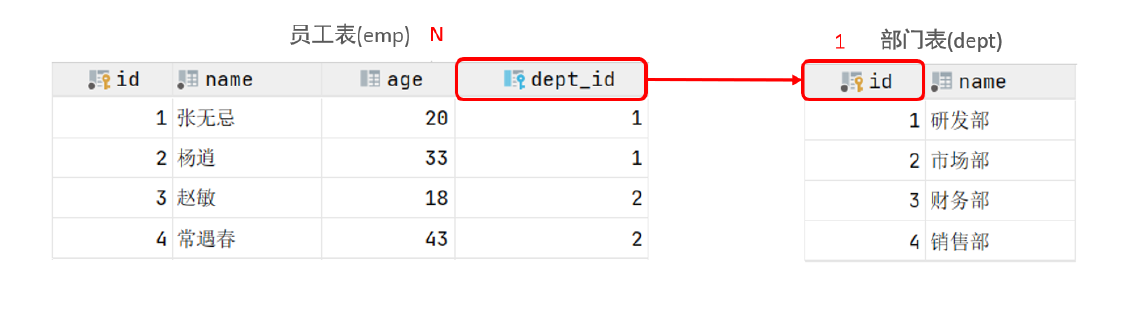 员工表(emp) N
1 部门表(dept)
id name age dept_id
1 张无忌 20 1
2 杨逍 33 1
3 赵敏 18 2
4 常遇春 43 2
id name
1 研发部
2 市场部
3 财务部
4 销售部